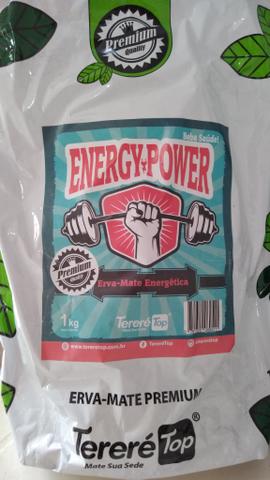 Premium
Quality
Beba Saúde!
ENERGY POWER
Premium
Erva-Mate Energética
1 kg
Tereré Top
TereréTop
ERVA-MATE PREMIUM
Tereré Top®
Mate Sua Sede